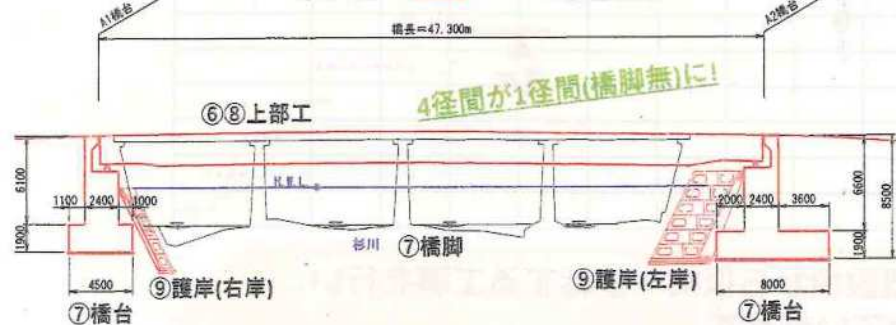 A1橋台
A2橋台
橋長=47.300m
4径間が1径間(橋脚無)に!
⑥⑧上部工
H.W.L.
6100
1100
2400
1000
1900
4500
杉川
⑦橋脚
⑨護岸(右岸)
⑦橋台
2000
2400
3600
6600
8500
1900
8000
⑨護岸(左岸)
⑦橋台